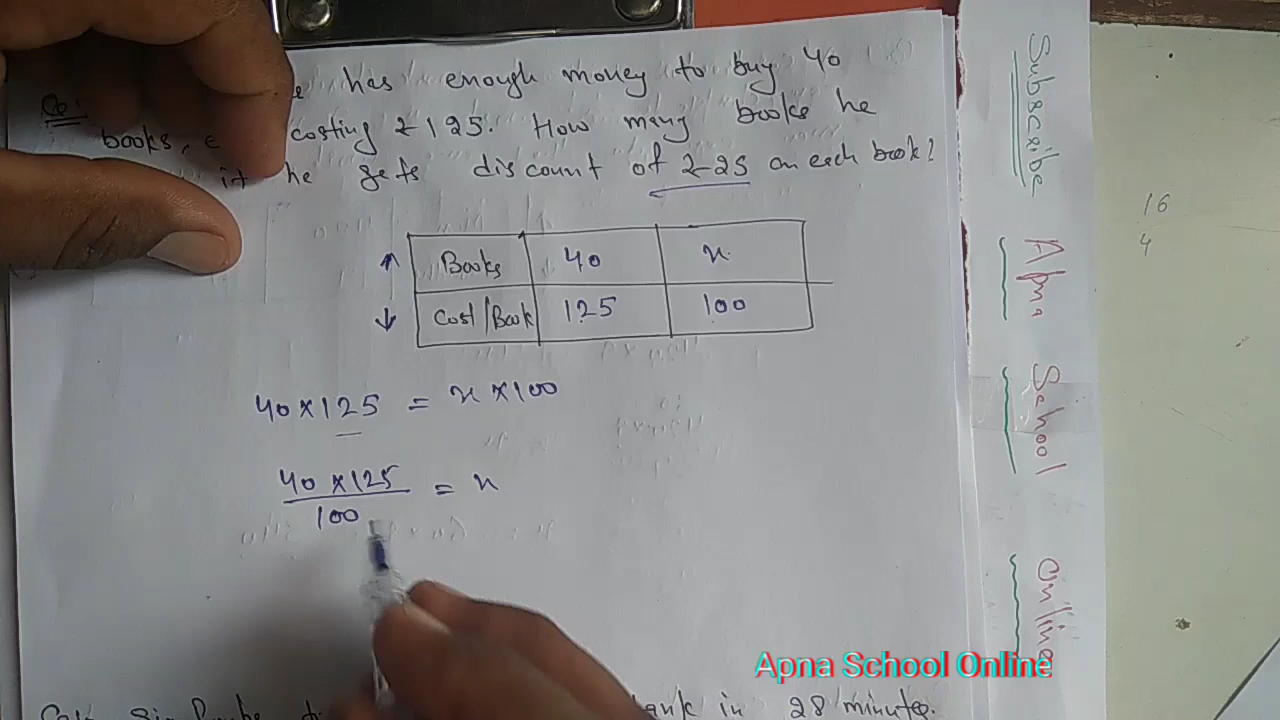 Qe: e has enough money to buy 40
books, e costing ₹125. How many books he
it he gets discount of ₹25 on each book?
Books 40 x
Cost/Book 125 100
40 × 125 = x × 100
40 × 125 / 100 = x
in 28 minutes.
Subscribe Apna School Online
16
4
Apna School Online